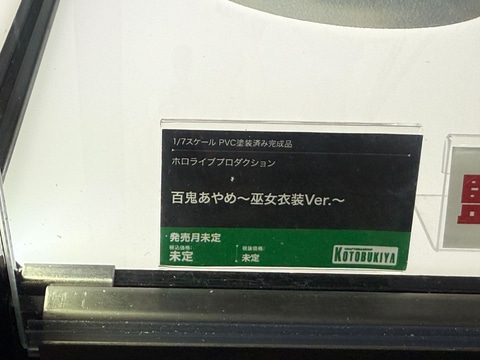 1/7スケール PVC塗装済み完成品
ホロライブプロダクション
百鬼あやめ～巫女衣装Ver.～
発売月未定
税込価格:
未定
税抜価格:
未定
KOTOBUKIYA